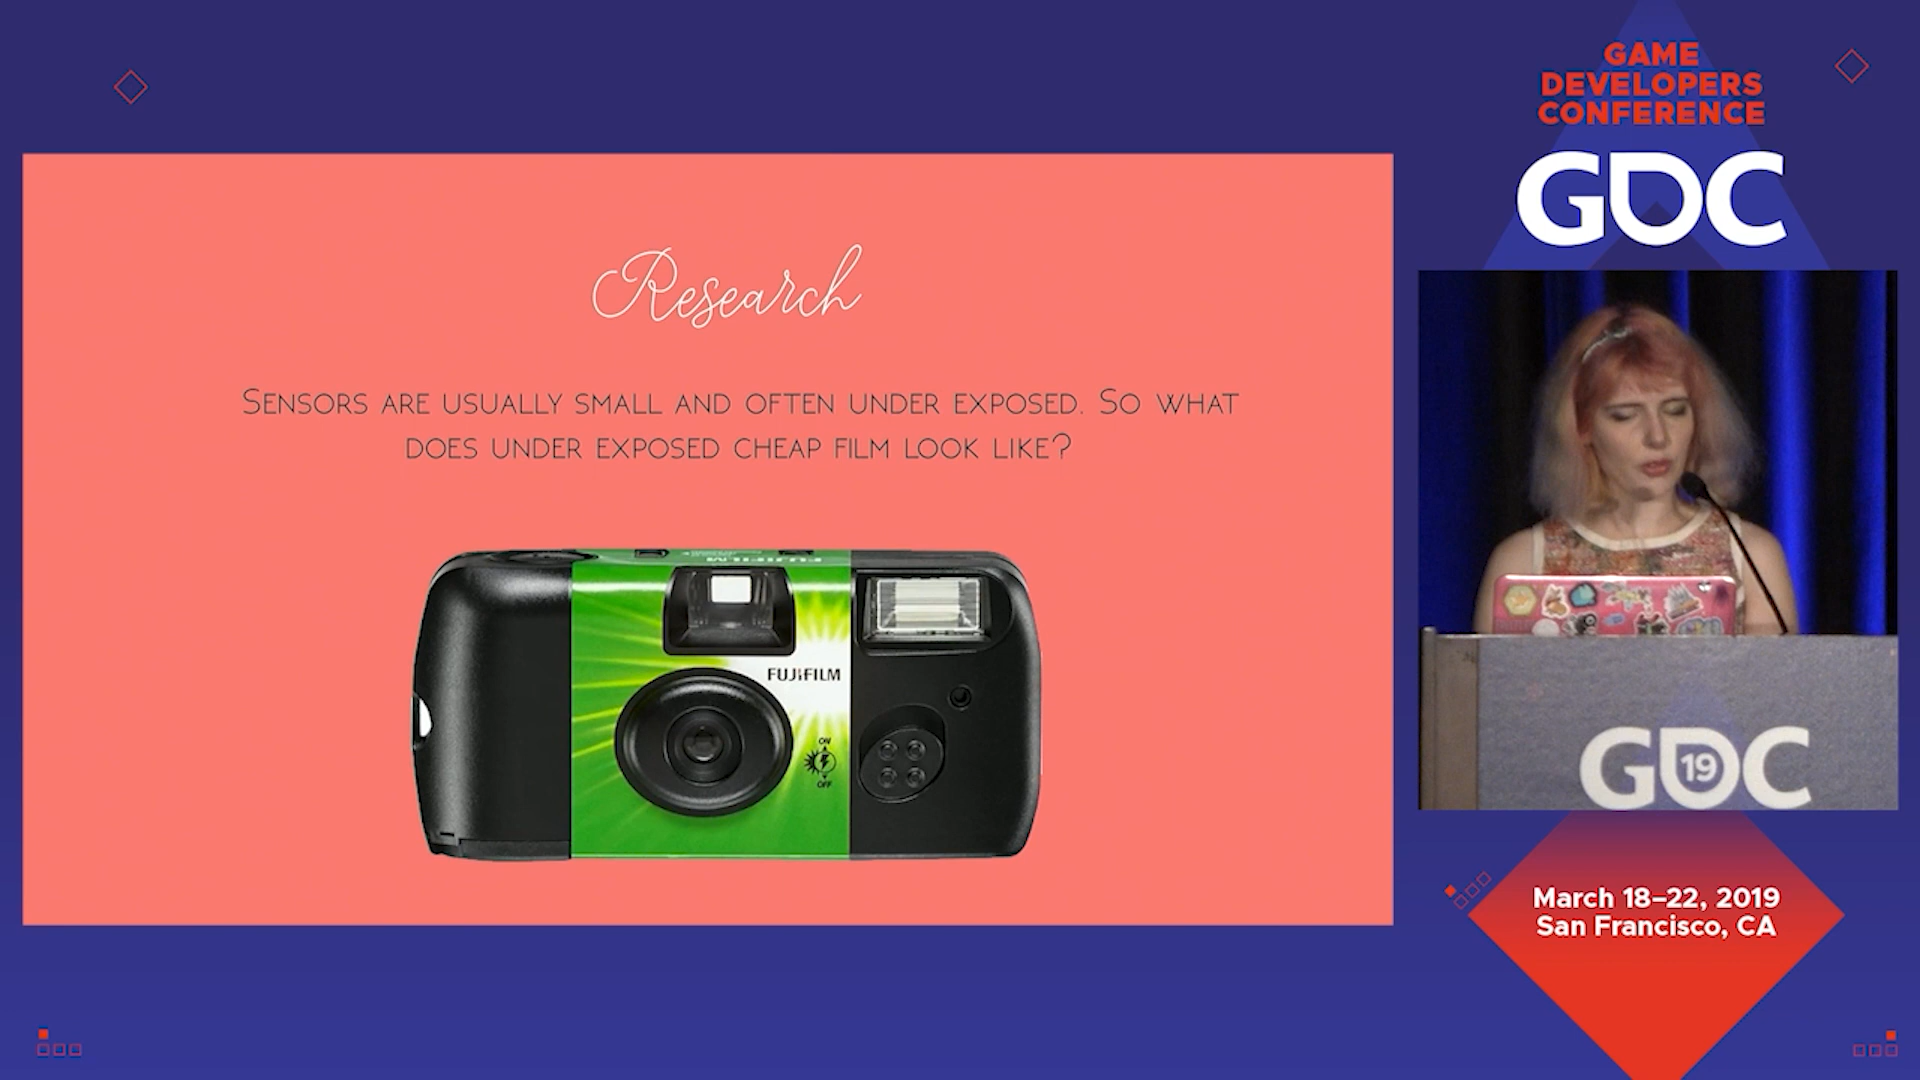 GAME
DEVELOPERS
CONFERENCE
GDC
Research
SENSORS ARE USUALLY SMALL AND OFTEN UNDER EXPOSED. SO WHAT
DOES UNDER EXPOSED CHEAP FILM LOOK LIKE?
FUJIFILM
FUJIFILM
ON
OFF
GDC
19
March 18–22, 2019
San Francisco, CA